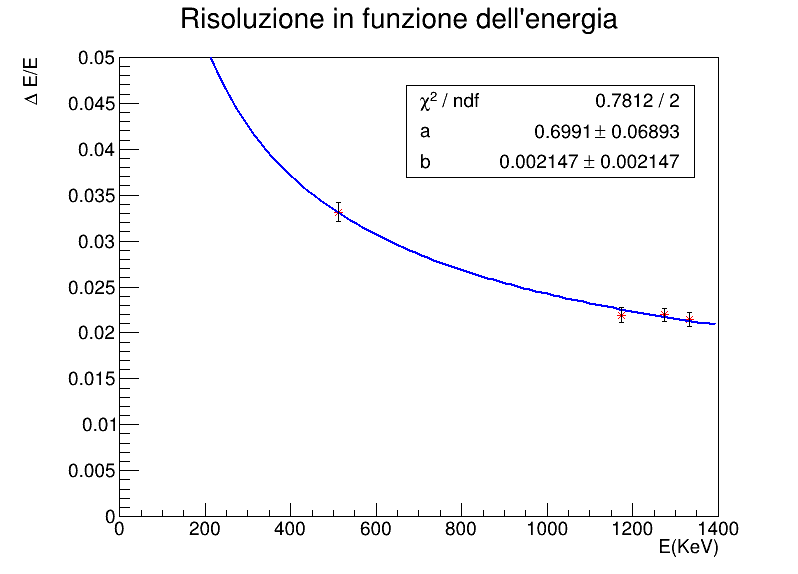 Risoluzione in funzione dell'energia
Δ E/E
0.05
0.045
0.04
0.035
0.03
0.025
0.02
0.015
0.01
0.005
0
χ² / ndf 0.7812 / 2
a 0.6991 ± 0.06893
b 0.002147 ± 0.002147
0 200 400 600 800 1000 1200 1400
E(KeV)